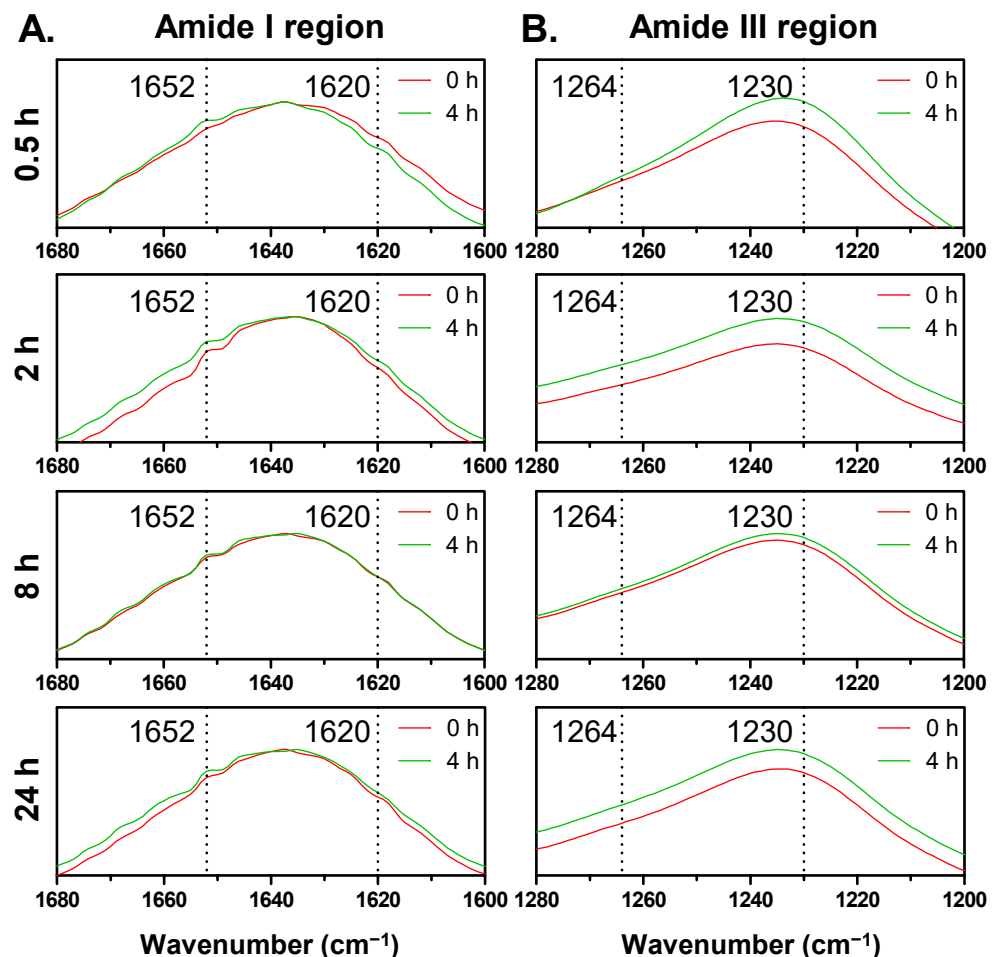 A. Amide I region
B. Amide III region
0.5 h
1652 1620
0 h
4 h
1680 1660 1640 1620 1600
1264 1230
0 h
4 h
1280 1260 1240 1220 1200
2 h
1652 1620
0 h
4 h
1680 1660 1640 1620 1600
1264 1230
0 h
4 h
1280 1260 1240 1220 1200
8 h
1652 1620
0 h
4 h
1680 1660 1640 1620 1600
1264 1230
0 h
4 h
1280 1260 1240 1220 1200
24 h
1652 1620
0 h
4 h
1680 1660 1640 1620 1600
1264 1230
0 h
4 h
1280 1260 1240 1220 1200
Wavenumber (cm⁻¹)
Wavenumber (cm⁻¹)